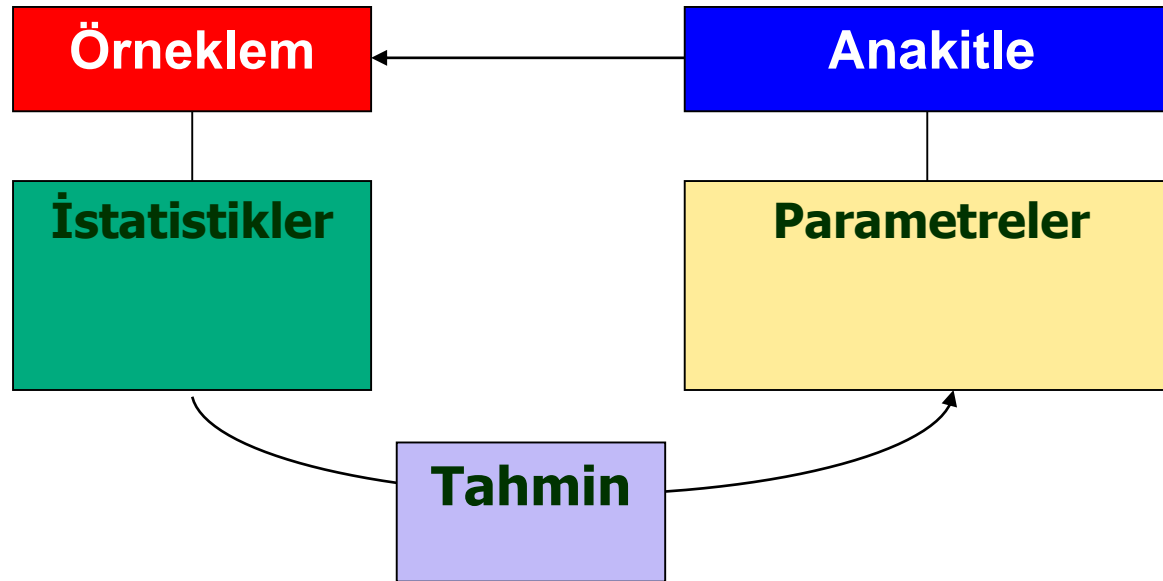 Örneklem
Anakitle
İstatistikler
Parametreler
Tahmin